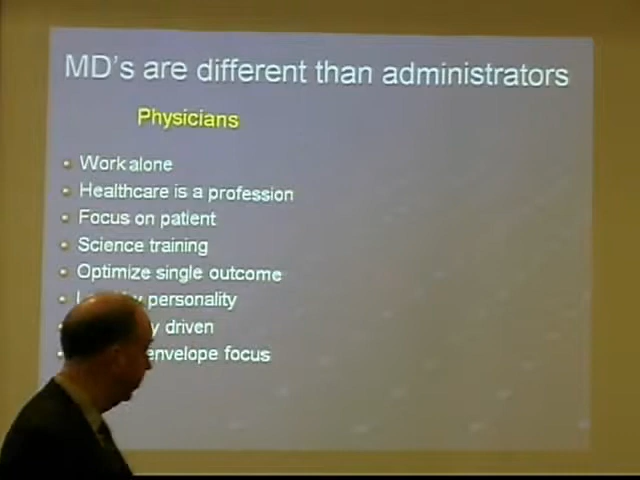 MD's are different than administrators
Physicians
Work alone
Healthcare is a profession
Focus on patient
Science training
Optimize single outcome
personality
driven
envelope focus